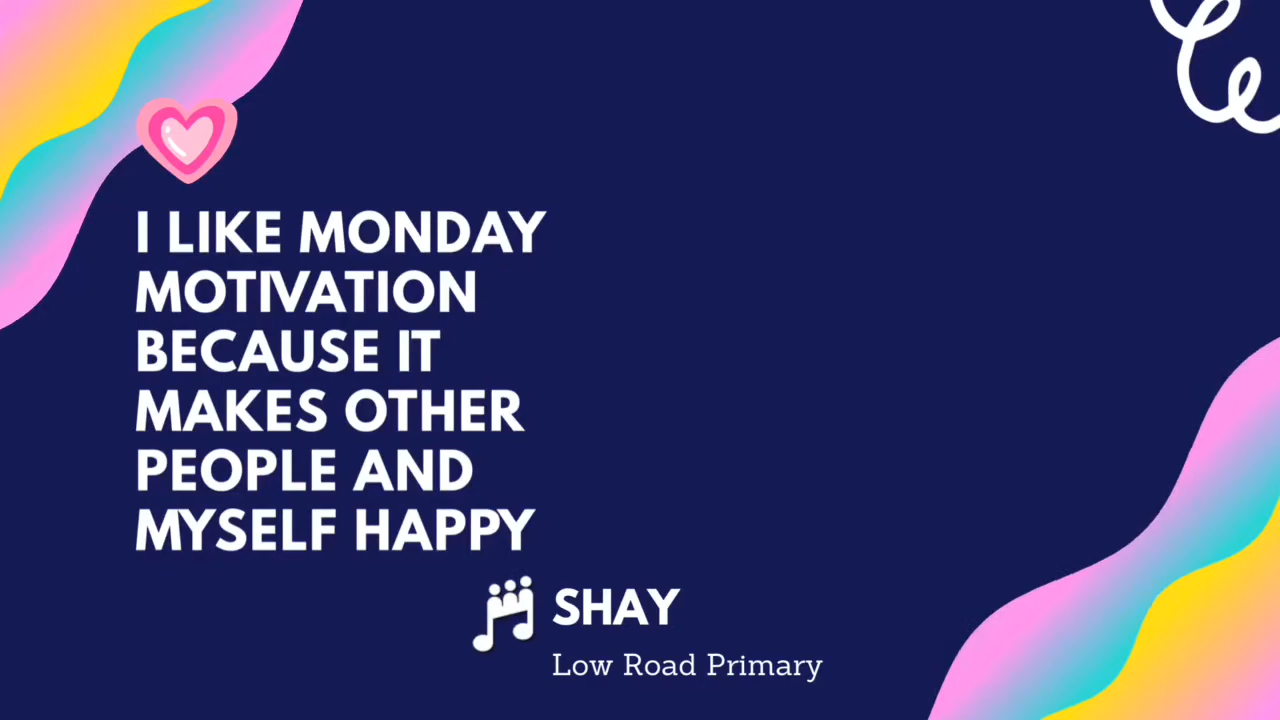 I LIKE MONDAY
MOTIVATION
BECAUSE IT
MAKES OTHER
PEOPLE AND
MYSELF HAPPY
SHAY
Low Road Primary